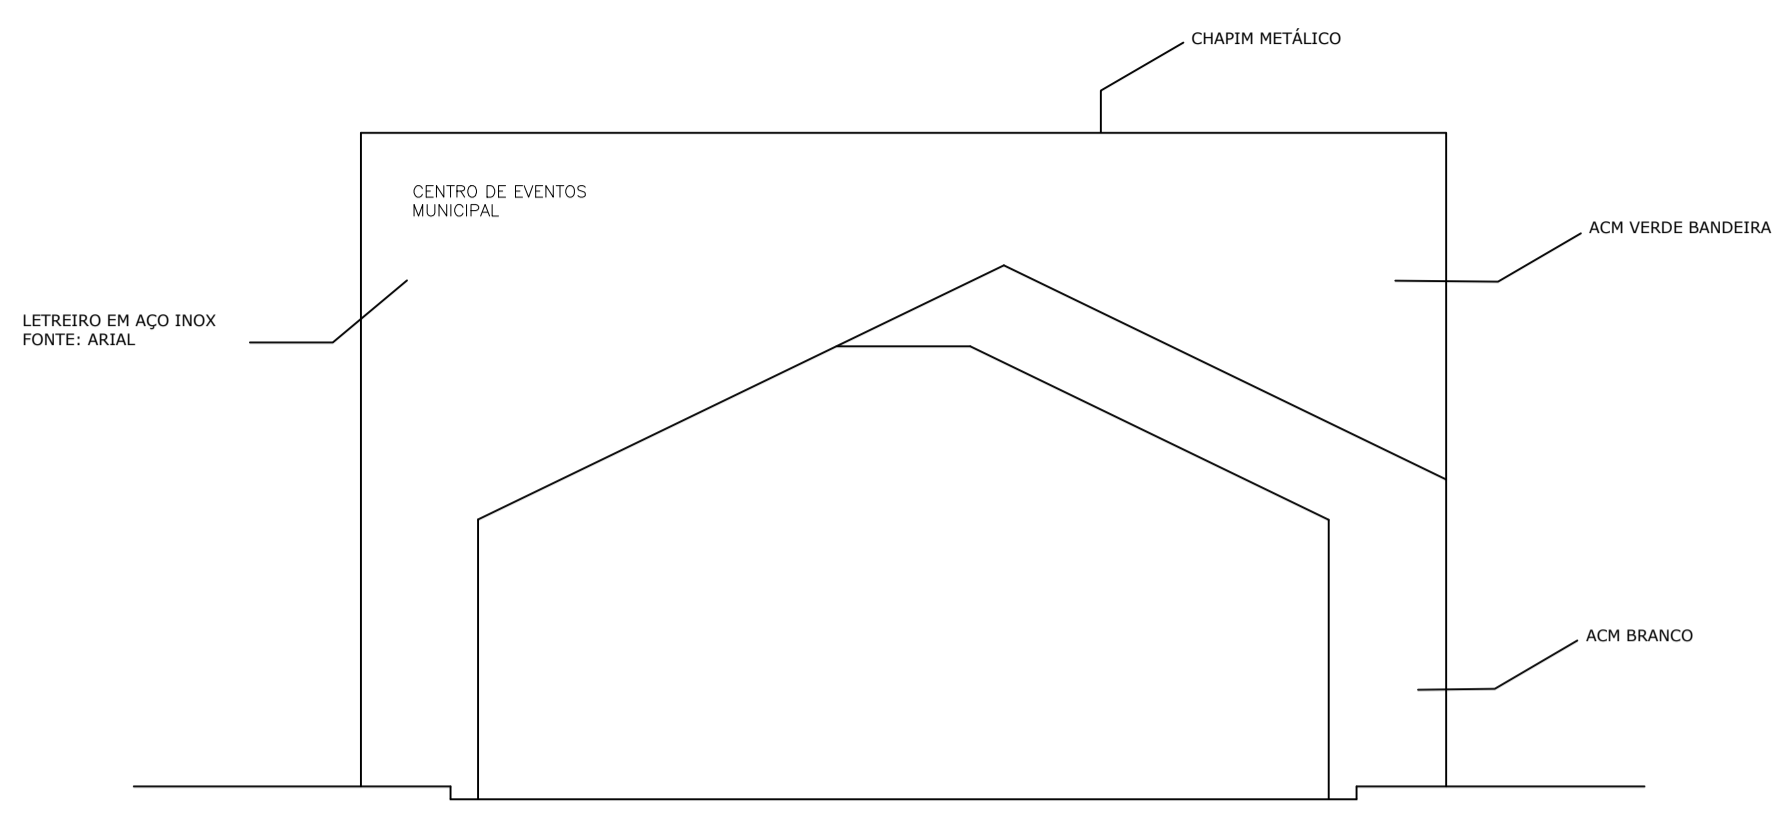 CHAPIM METÁLICO
CENTRO DE EVENTOS
MUNICIPAL
ACM VERDE BANDEIRA
LETREIRO EM AÇO INOX
FONTE: ARIAL
ACM BRANCO